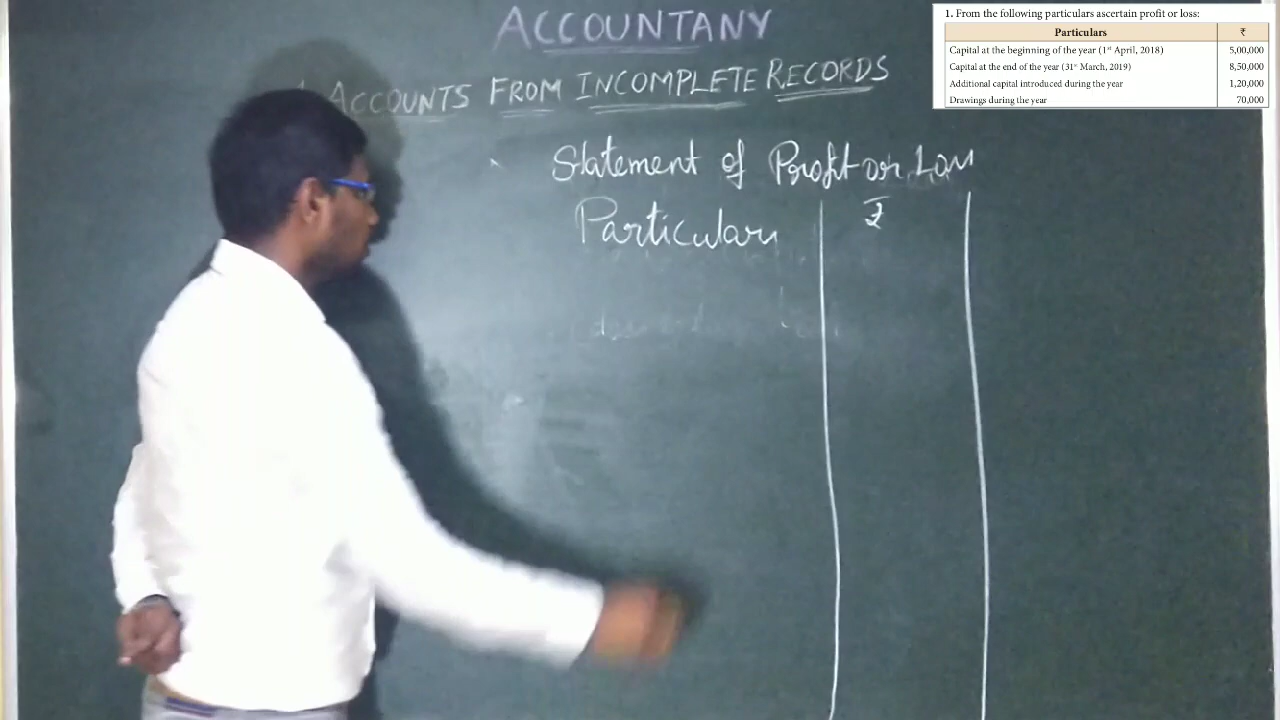 ACCOUNTANY
ACCOUNTS FROM INCOMPLETE RECORDS
Statement of Profit or Loss
Particulars ₹
1. From the following particulars ascertain profit or loss:
Particulars ₹
Capital at the beginning of the year (1st April, 2018) 5,00,000
Capital at the end of the year (31st March, 2019) 8,50,000
Additional capital introduced during the year 1,20,000
Drawings during the year 70,000